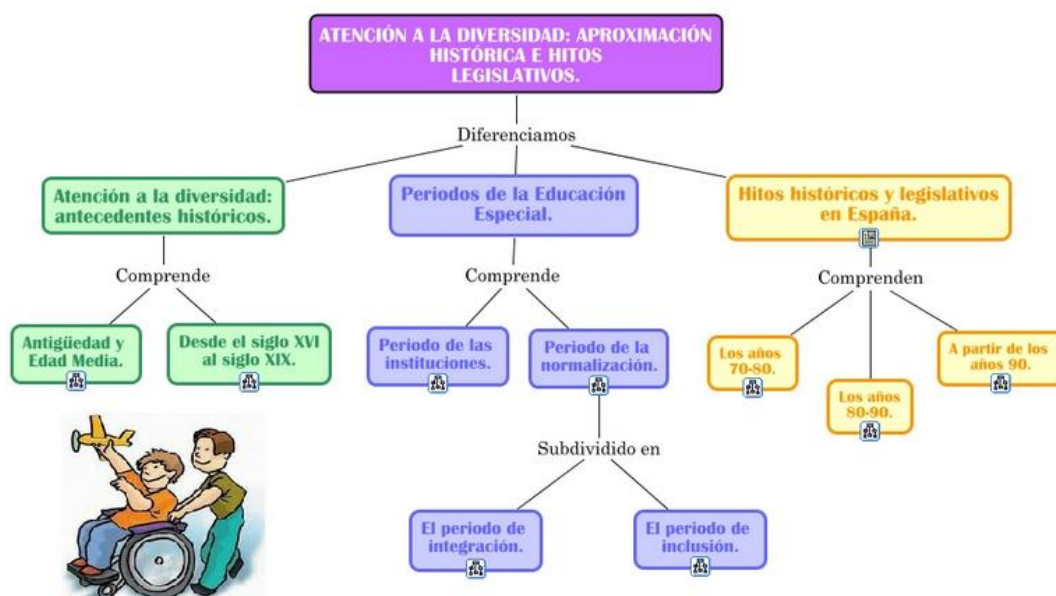 ATENCIÓN A LA DIVERSIDAD: APROXIMACIÓN
HISTÓRICA E HITOS
LEGISLATIVOS.
Diferenciamos
Atención a la diversidad:
antecedentes históricos.
Periodos de la Educación
Especial.
Hitos históricos y legislativos
en España.
Comprende
Comprende
Comprenden
Antigüedad y
Edad Media.
Desde el siglo XVI
al siglo XIX.
Periodo de las
instituciones.
Periodo de la
normalización.
Los años
70-80.
Los años
80-90.
A partir de los
años 90.
Subdividido en
El periodo de
integración.
El periodo de
inclusión.